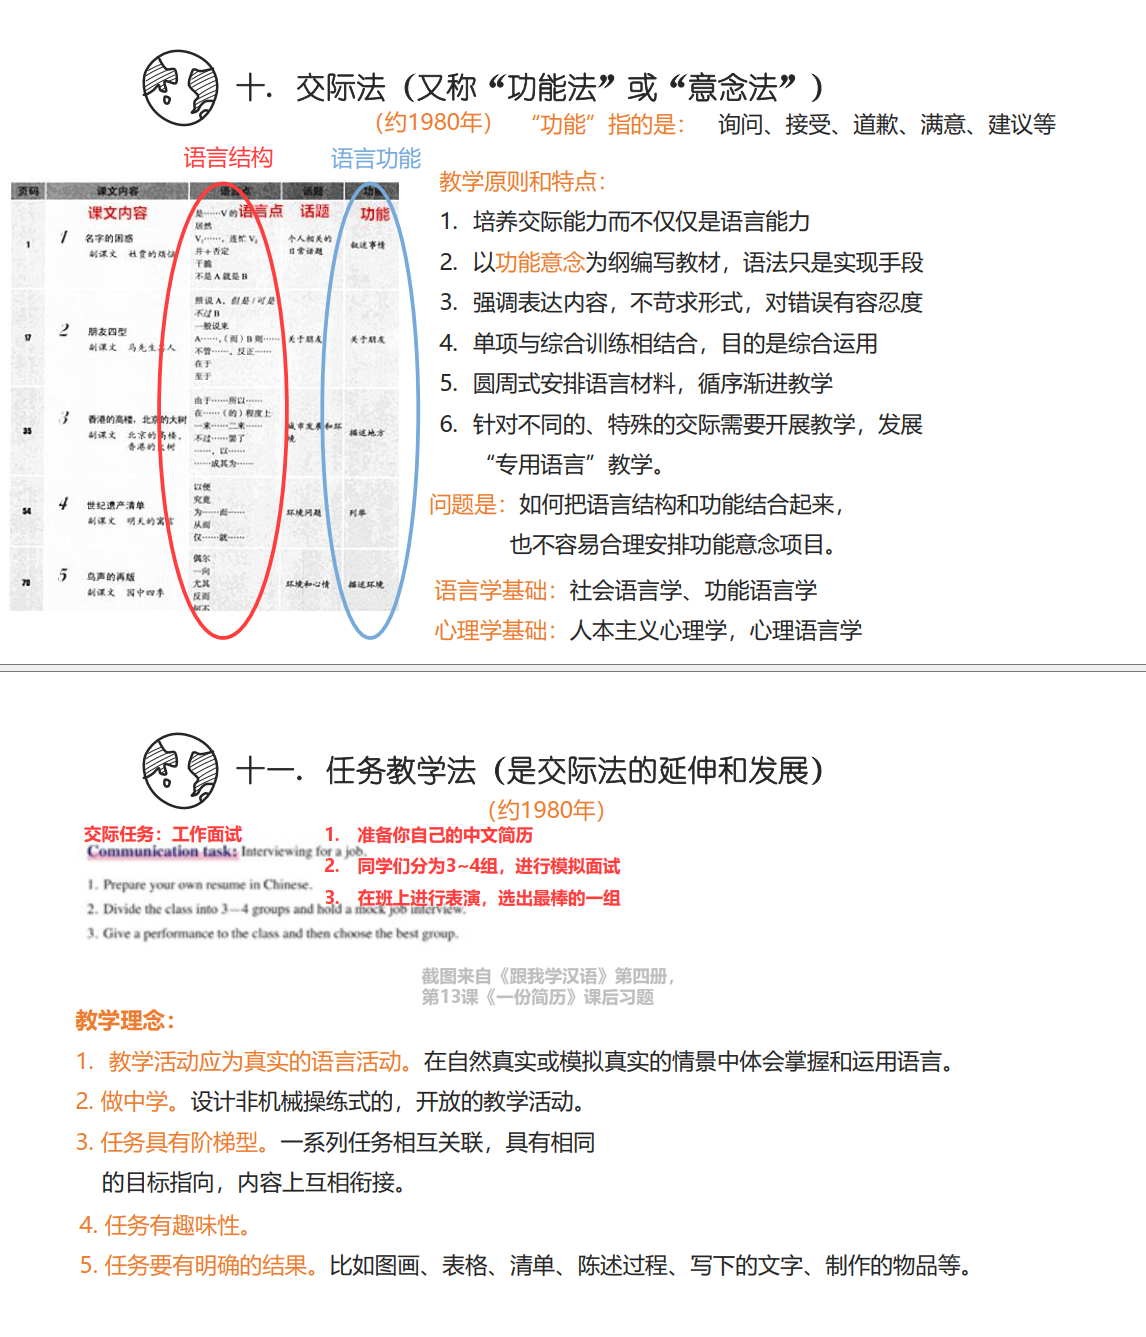 十．交际法（又称“功能法”或“意念法”）
（约1980年）
“功能”指的是： 询问、接受、道歉、满意、建议等
语言结构
语言功能
页码 课文内容 语言点 话题 功能
课文内容 语言点 话题 功能
1
1 名字的困惑
副课文 姓贾的烦恼
是……V的
居然
V₁……，连忙V₂
并＋否定
干脆
不是A就是B
个人相关的
日常话题
叙述事情
17
2 朋友四型
副课文 马先生
人
照说A，但是/可是
不过B
一般说来
A……，（而）B则……
不管……，反正……
在于
至于
关于朋友
关于朋友
35
3 香港的高楼，北京的大树
副课文 北京的高楼，
香港的大树
由于……所以……
在……（的）程度上
一来……二来……
不过……罢了
……，以……
……成其为……
城市发展和环
境
描述地方
54
4 世纪遗产清单
副课文 明天的寓言
以便
究竟
为……而……
从而
仅……就……
环境问题
列举
70
5 鸟声的再版
副课文 园中四季
偶尔
一向
尤其
反而
何不
环境和心情
描述环境
教学原则和特点：
1. 培养交际能力而不仅仅是语言能力
2. 以功能意念为纲编写教材，语法只是实现手段
3. 强调表达内容，不苛求形式，对错误有容忍度
4. 单项与综合训练相结合，目的是综合运用
5. 圆周式安排语言材料，循序渐进教学
6. 针对不同的、特殊的交际需要开展教学，发展
“专用语言”教学。
问题是：如何把语言结构和功能结合起来，
也不容易合理安排功能意念项目。
语言学基础：社会语言学、功能语言学
心理学基础：人本主义心理学，心理语言学
十一．任务教学法（是交际法的延伸和发展）
（约1980年）
交际任务：工作面试
Communication task: Interviewing for a job.
1. Prepare your own resume in Chinese.
2. Divide the class into 3—4 groups and hold a mock job interview.
3. Give a performance to the class and then choose the best group.
1. 准备你自己的中文简历
2. 同学们分为3~4组，进行模拟面试
3. 在班上进行表演，选出最棒的一组
截图来自《跟我学汉语》第四册，
第13课《一份简历》课后习题
教学理念：
1. 教学活动应为真实的语言活动。在自然真实或模拟真实的情景中体会掌握和运用语言。
2. 做中学。设计非机械操练式的，开放的教学活动。
3. 任务具有阶梯型。一系列任务相互关联，具有相同
的目标指向，内容上互相衔接。
4. 任务有趣味性。
5. 任务要有明确的结果。比如图画、表格、清单、陈述过程、写下的文字、制作的物品等。